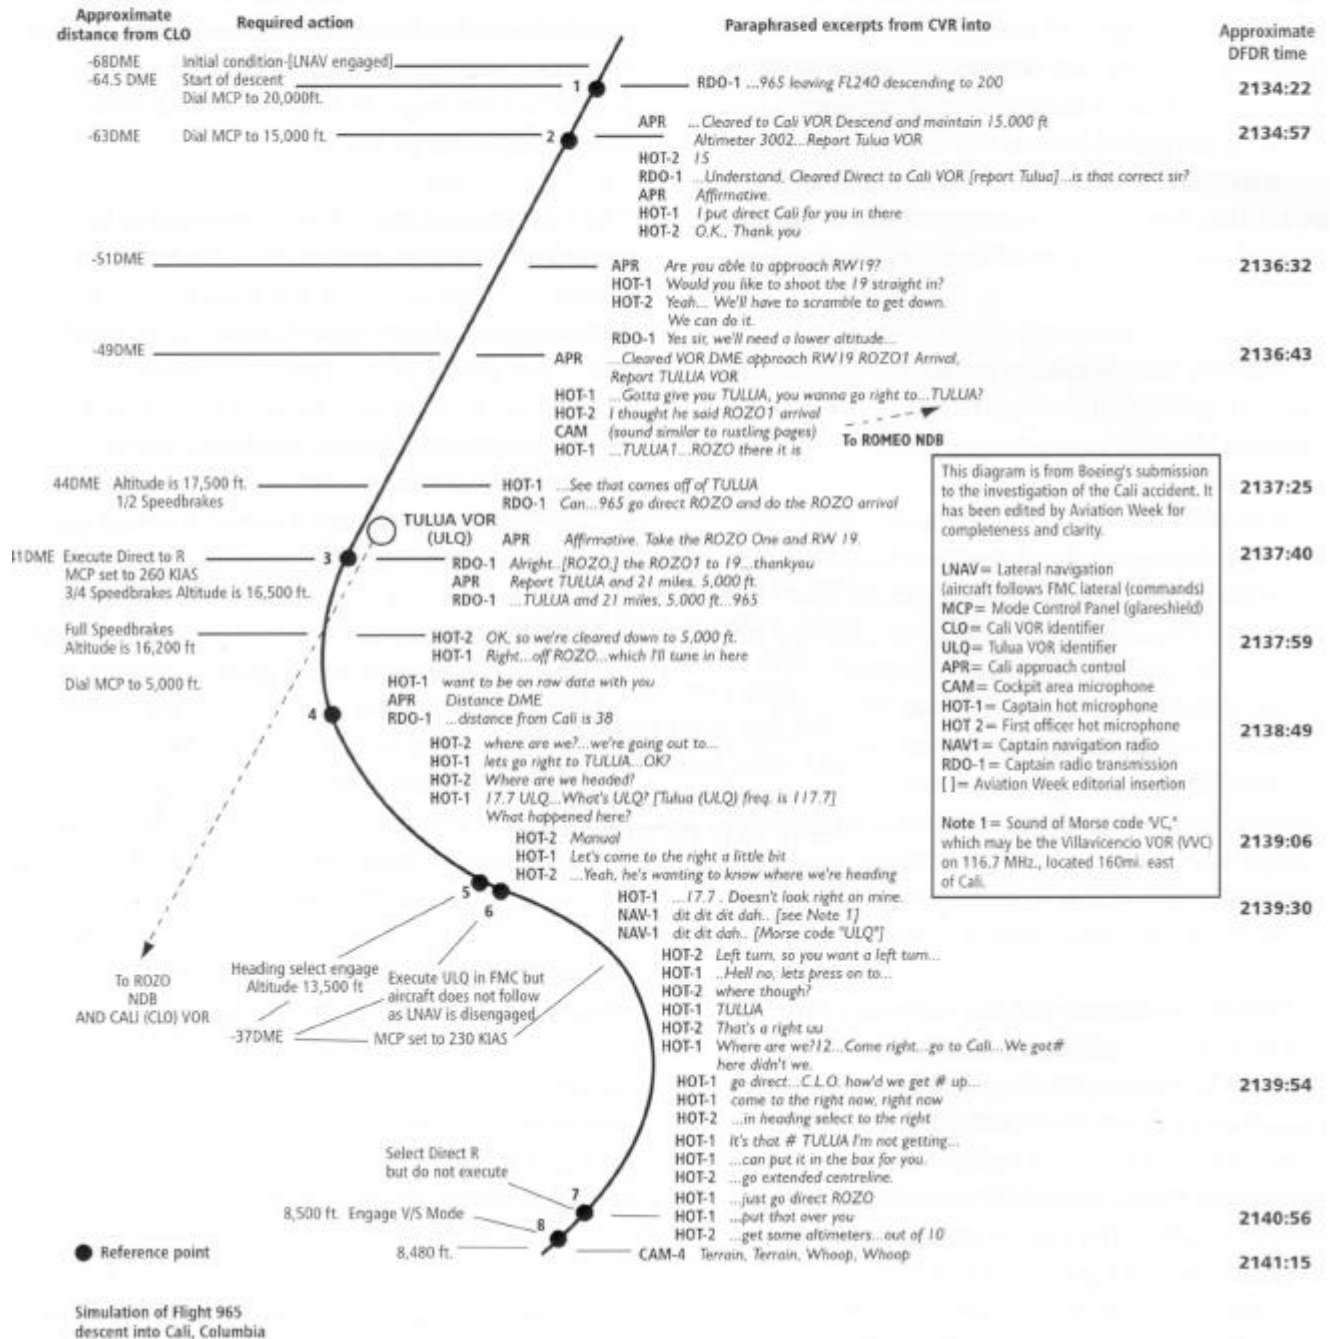 Approximate
distance from CLO
Required action
Paraphrased excerpts from CVR into
Approximate
DFDR time
-68DME Initial condition-[LNAV engaged]
-64.5 DME Start of descent
Dial MCP to 20,000ft.
1
RDO-1 ...965 leaving FL240 descending to 200
2134:22
-63DME Dial MCP to 15,000 ft.
2
APR ...Cleared to Cali VOR Descend and maintain 15,000 ft
Altimeter 3002...Report Tulua VOR
2134:57
HOT-2 15
RDO-1 ...Understand, Cleared Direct to Cali VOR [report Tulua]...is that correct sir?
APR Affirmative.
HOT-1 I put direct Cali for you in there
HOT-2 O.K., Thank you
-51DME
APR Are you able to approach RW19?
2136:32
HOT-1 Would you like to shoot the 19 straight in?
HOT-2 Yeah... We'll have to scramble to get down.
We can do it.
RDO-1 Yes sir, we'll need a lower altitude...
-49DME
APR ...Cleared VOR DME approach RW19 ROZO1 Arrival,
Report TULUA VOR
2136:43
HOT-1 ...Gotta give you TULUA, you wanna go right to...TULUA?
HOT-2 I thought he said ROZO1 arrival
CAM (sound similar to rustling pages)
HOT-1 ...TULUA1...ROZO there it is
To ROMEO NDB
44DME Altitude is 17,500 ft.
1/2 Speedbrakes
HOT-1 ...See that comes off of TULUA
RDO-1 Can...965 go direct ROZO and do the ROZO arrival
2137:25
TULUA VOR
(ULQ)
APR Affirmative. Take the ROZO One and RW 19.
41DME Execute Direct to R
MCP set to 260 KIAS
3/4 Speedbrakes Altitude is 16,500 ft.
3
RDO-1 Alright..[ROZO,] the ROZO1 to 19...thankyou
APR Report TULUA and 21 miles, 5,000 ft.
RDO-1 ...TULUA and 21 miles, 5,000 ft...965
2137:40
Full Speedbrakes
Altitude is 16,200 ft
Dial MCP to 5,000 ft.
HOT-2 OK, so we're cleared down to 5,000 ft.
HOT-1 Right...off ROZO...which I'll tune in here
2137:59
HOT-1 want to be on raw data with you
APR Distance DME
RDO-1 ...distance from Cali is 38
4
2138:49
HOT-2 where are we?...we're going out to...
HOT-1 lets go right to TULUA...OK?
HOT-2 Where are we headed?
HOT-1 17.7 ULQ...What's ULQ? [Tulua (ULQ) freq. is 117.7]
What happened here?
HOT-2 Manual
HOT-1 Let's come to the right a little bit
HOT-2 ...Yeah, he's wanting to know where we're heading
2139:06
5
6
HOT-1 ...17.7 . Doesn't look right on mine.
NAV-1 dit dit dit dah.. [see Note 1]
NAV-1 dit dit dah.. [Morse code "ULQ"]
2139:30
HOT-2 Left turn, so you want a left turn...
HOT-1 ..Hell no, lets press on to...
HOT-2 where though?
HOT-1 TULUA
HOT-2 That's a right uu
HOT-1 Where are we?12...Come right...go to Cali...We got#
here didn't we.
To ROZO
NDB
AND CALI (CLO) VOR
Heading select engage
Altitude 13,500 ft
Execute ULQ in FMC but
aircraft does not follow
as LNAV is disengaged
-37DME
MCP set to 230 KIAS
HOT-1 go direct...C.L.O. how'd we get # up...
HOT-1 come to the right now, right now
HOT-2 ...in heading select to the right
2139:54
HOT-1 It's that # TULUA I'm not getting...
HOT-1 ...can put it in the box for you.
HOT-2 ...go extended centreline.
HOT-1 ...just go direct ROZO
HOT-1 ...put that over you
HOT-2 ...get some altimeters...out of 10
2140:56
Select Direct R
but do not execute
7
8,500 ft. Engage V/S Mode
8
8,480 ft.
CAM-4 Terrain, Terrain, Whoop, Whoop
2141:15
This diagram is from Boeing's submission
to the investigation of the Cali accident. It
has been edited by Aviation Week for
completeness and clarity.
LNAV= Lateral navigation
(aircraft follows FMC lateral (commands)
MCP= Mode Control Panel (glareshield)
CLO= Cali VOR identifier
ULQ= Tulua VOR identifier
APR= Cali approach control
CAM= Cockpit area microphone
HOT-1= Captain hot microphone
HOT 2= First officer hot microphone
NAV1= Captain navigation radio
RDO-1= Captain radio transmission
[ ]= Aviation Week editorial insertion
Note 1= Sound of Morse code "VC,"
which may be the Villavicencio VOR (VVC)
on 116.7 MHz., located 160mi. east
of Cali.
Reference point
Simulation of Flight 965
descent into Cali, Columbia